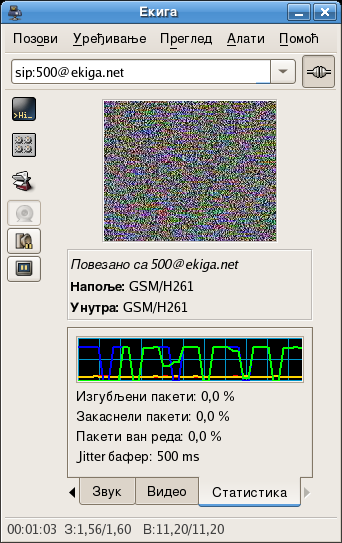 Екига
Позови Уређивање Преглед Алати Помоћ
sip:500@ekiga.net
>Hi_
Повезано са 500@ekiga.net
Напоље: GSM/H261
Унутра: GSM/H261
Изгубљени пакети: 0,0 %
Закаснели пакети: 0,0 %
Пакети ван реда: 0,0 %
Jitter бафер: 500 ms
Звук Видео Статистика
00:01:03 З:1,56/1,60 В:11,20/11,20